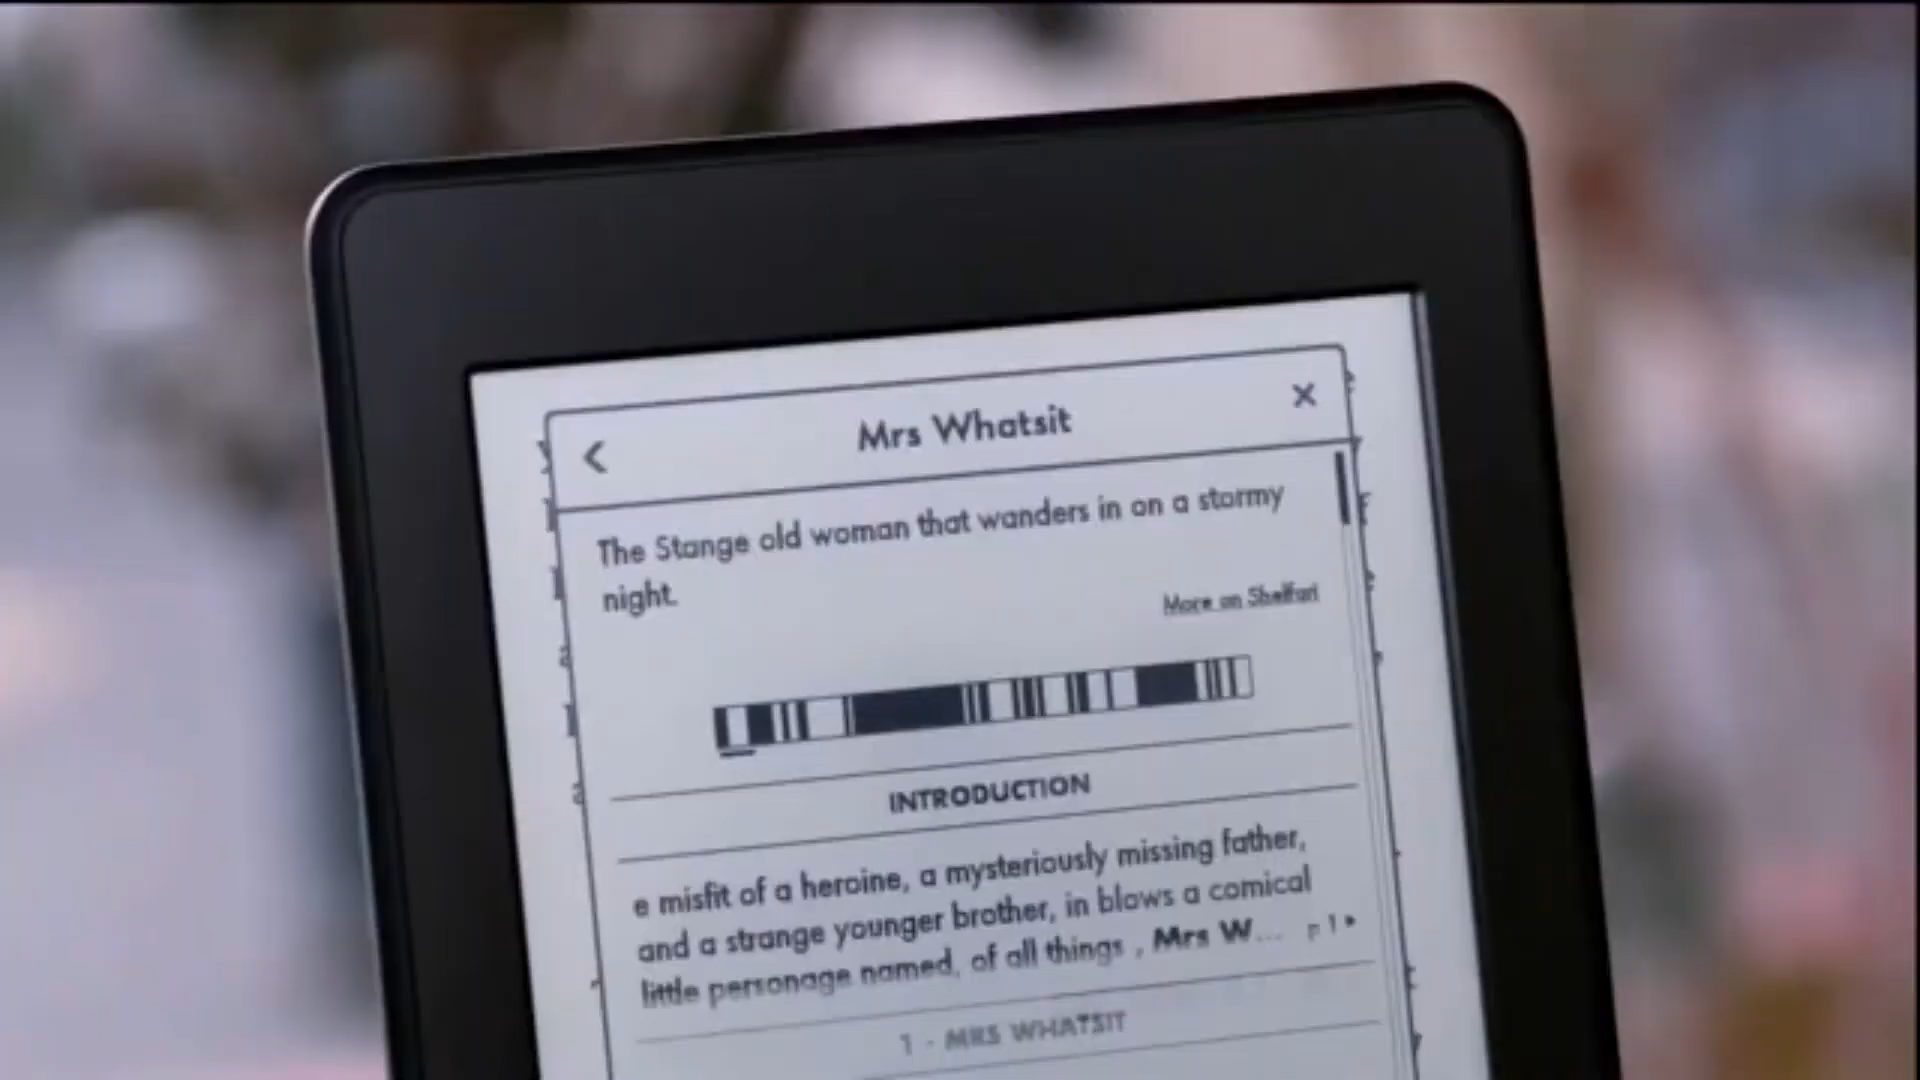 Mrs Whatsit
The Stange old woman that wanders in on a stormy
night.
More on Shelfari
INTRODUCTION
e misfit of a heroine, a mysteriously missing father,
and a strange younger brother, in blows a comical
little personage named, of all things , Mrs W... p 1
1 - MRS WHATSIT